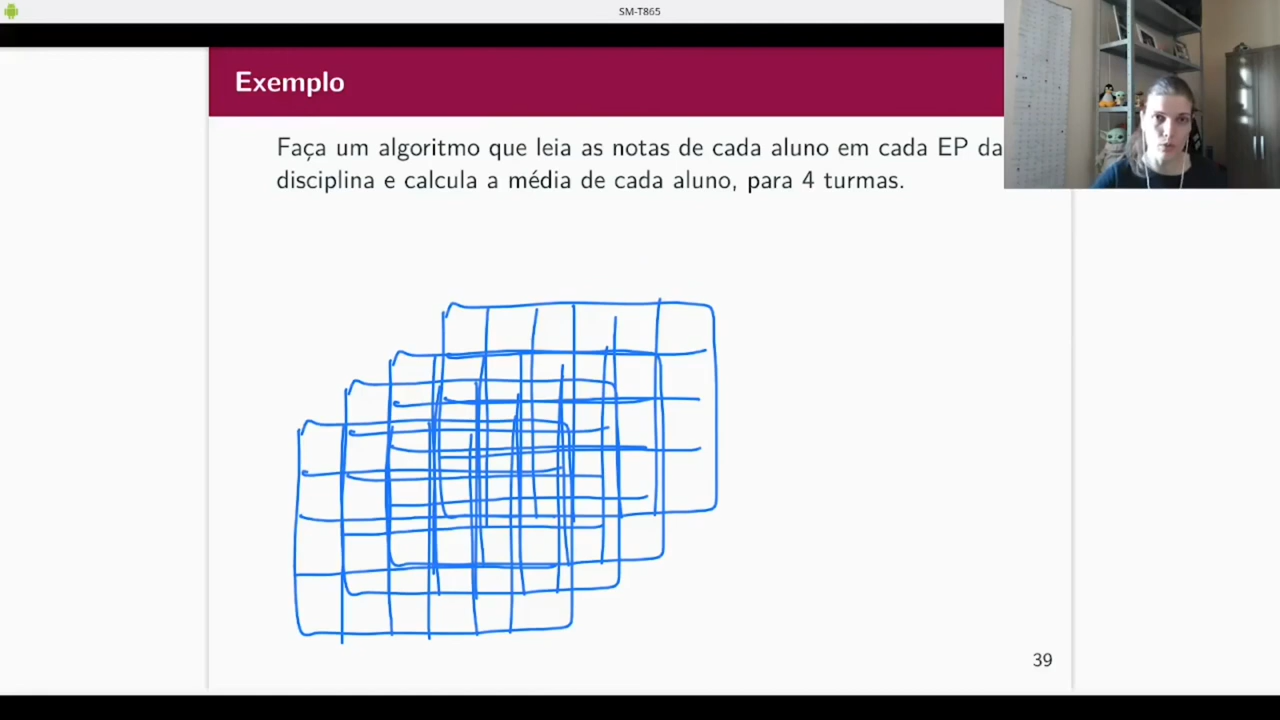 SM-T865
Exemplo
Faça um algoritmo que leia as notas de cada aluno em cada EP da
disciplina e calcula a média de cada aluno, para 4 turmas.
39